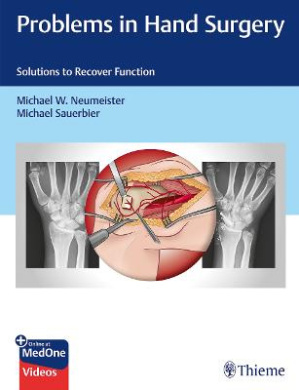 Problems in Hand Surgery
Solutions to Recover Function
Michael W. Neumeister
Michael Sauerbier
+ Online at
MedOne
Videos
Thieme